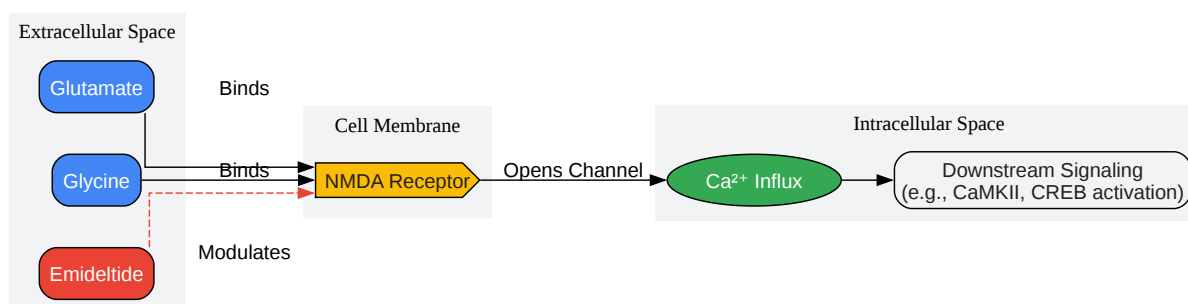 Extracellular Space
Glutamate
Binds
Cell Membrane
Intracellular Space
Glycine
Binds
NMDA Receptor
Opens Channel
Ca²⁺ Influx
Downstream Signaling
(e.g., CaMKII, CREB activation)
Modulates
Emideltide